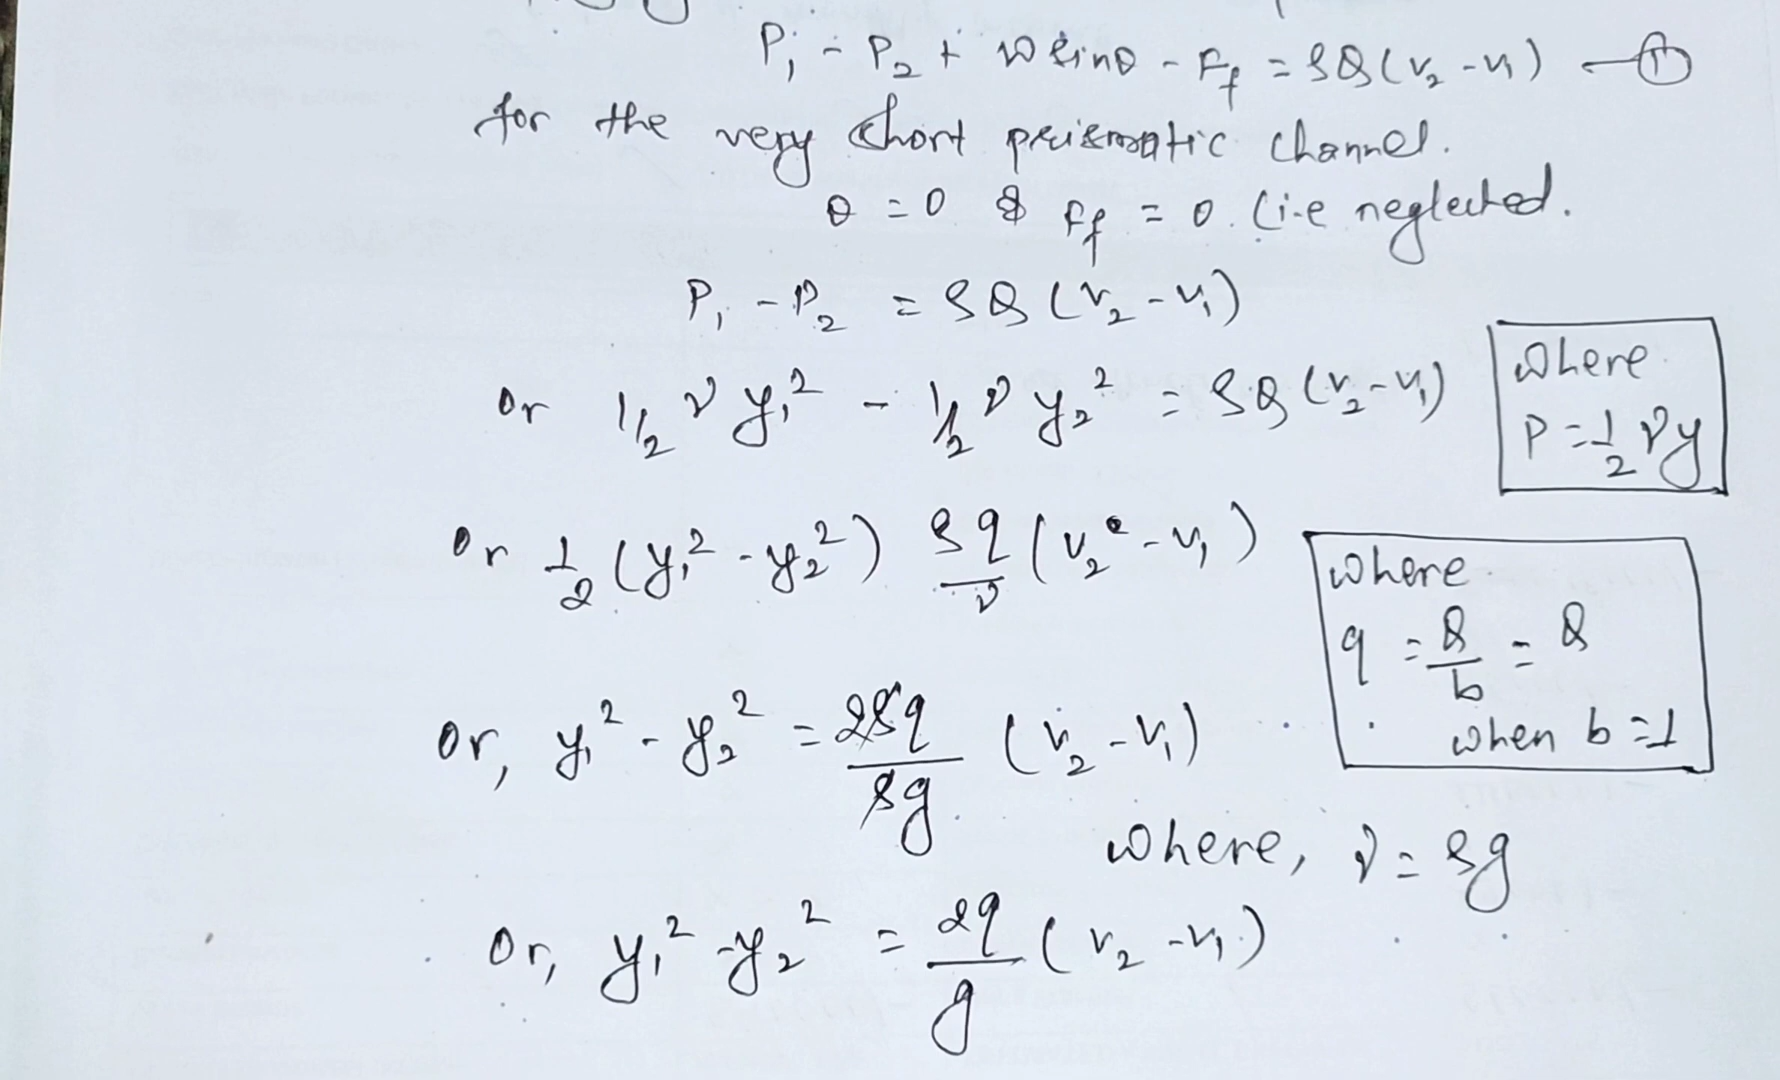 P₁ - P₂ + w sinθ - F_f = ρQ(v₂ - v₁) — ①
for the very short prismatic channel.
θ = 0 & F_f = 0. (i.e neglected.
P₁ - P₂ = ρQ (v₂ - v₁)
or 1/2 γ y₁² - 1/2 γ y₂² = ρQ (v₂ - v₁)
where
P = 1/2 γy
or 1/2 (y₁² - y₂²) ρq/γ (v₂ - v₁)
where
q = Q/b = Q
when b = 1
or, y₁² - y₂² = 2ρq/ρg. (v₂ - v₁)
where, γ = ρg
or, y₁² - y₂² = 2q/g (v₂ - v₁)